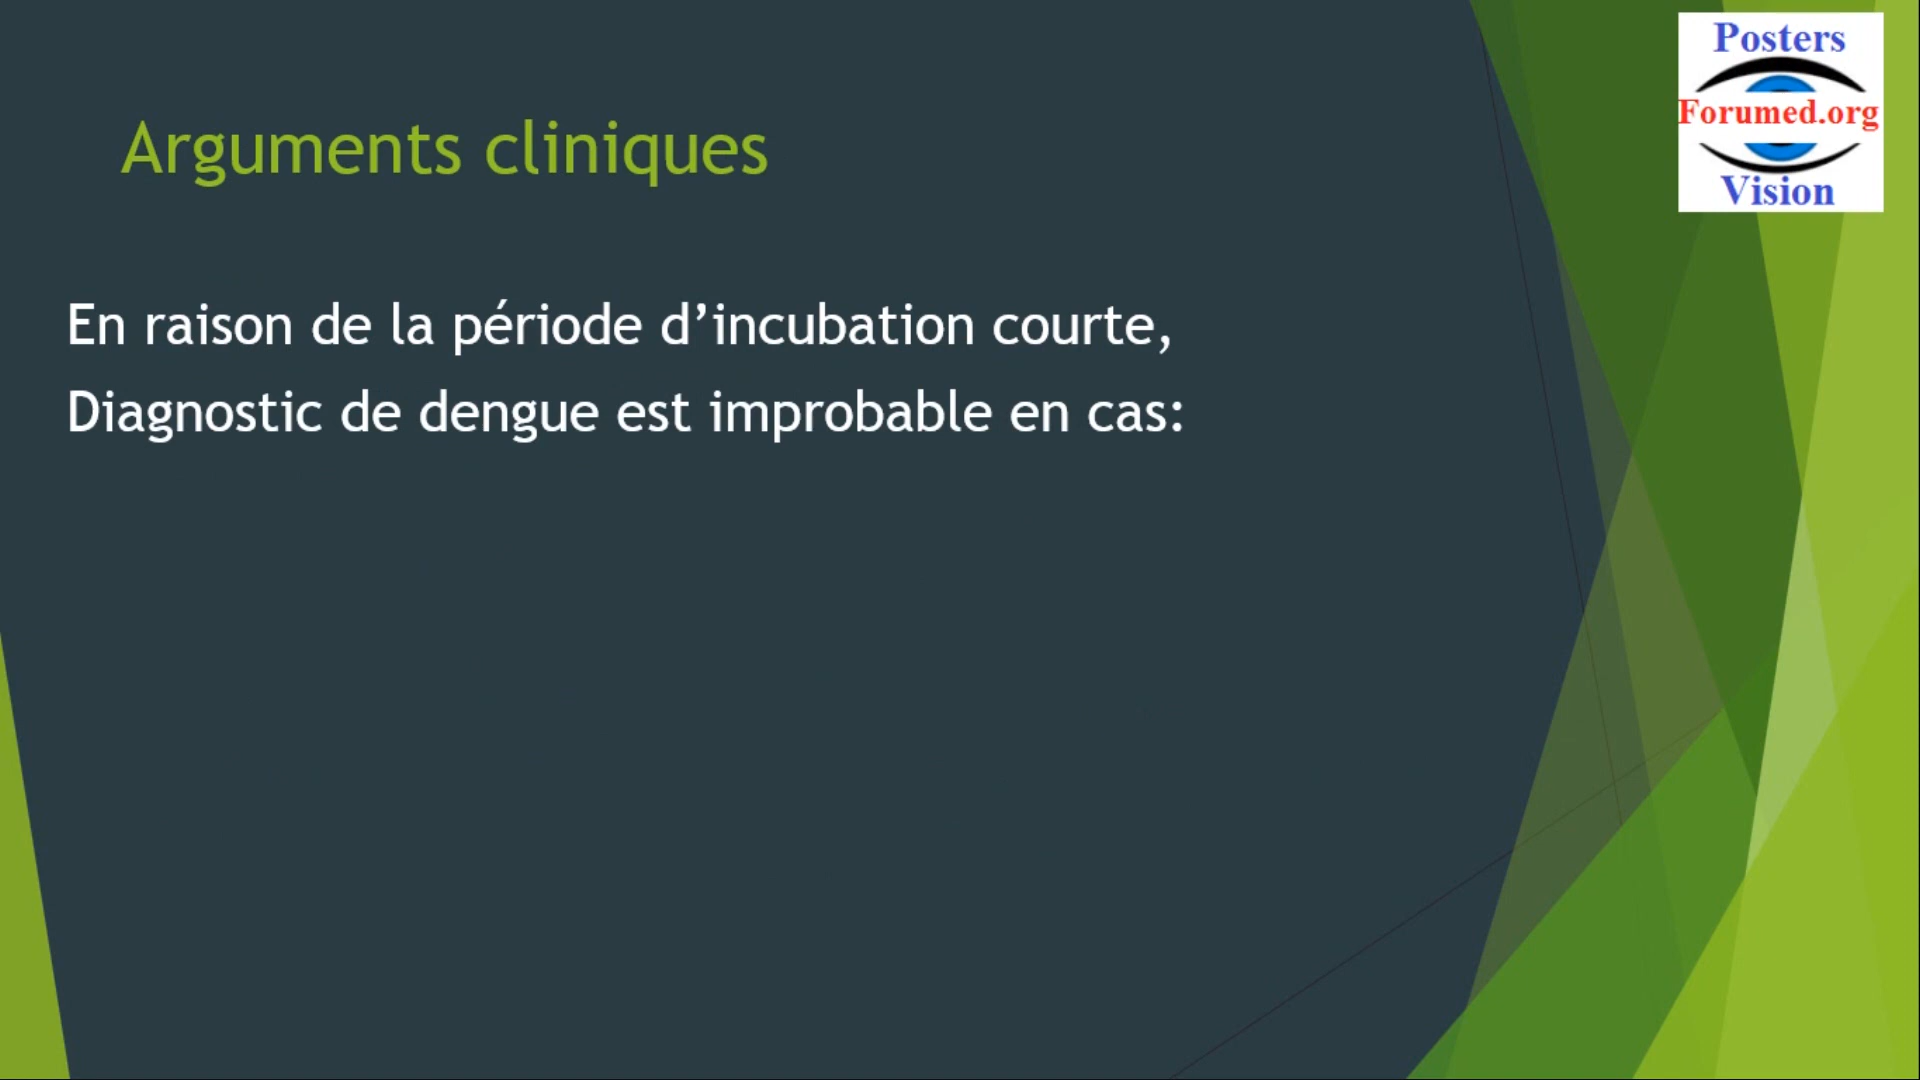 Posters
Forumed.org
Vision
Arguments cliniques
En raison de la période d’incubation courte,
Diagnostic de dengue est improbable en cas: